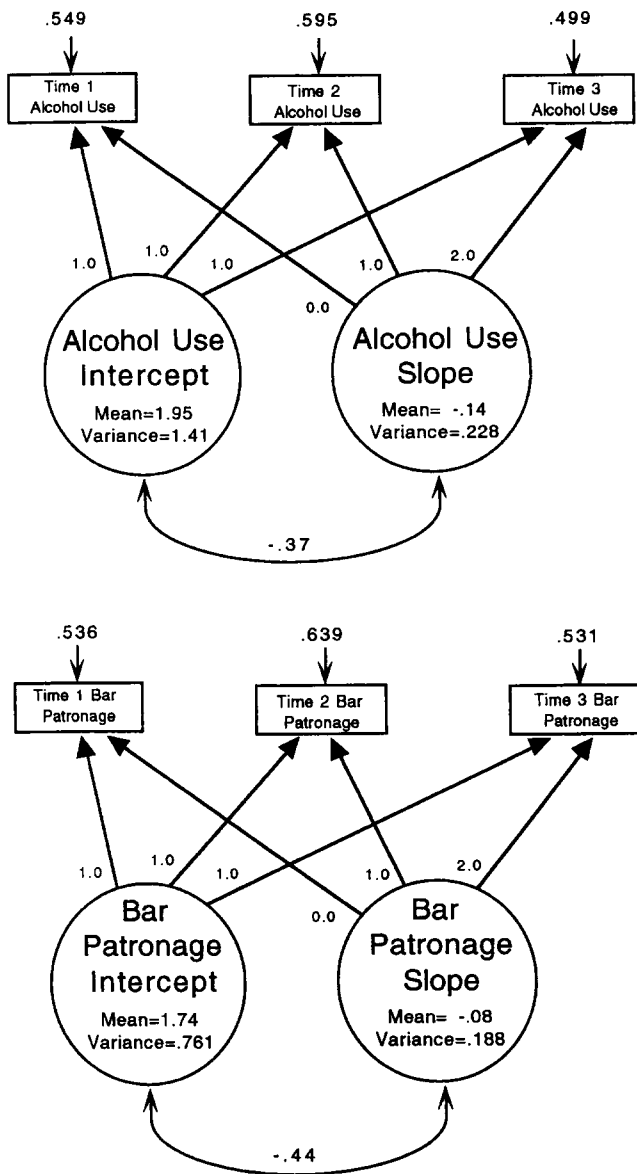 .549
.595
.499
Time 1
Alcohol Use
Time 2
Alcohol Use
Time 3
Alcohol Use
1.0
1.0
1.0
0.0
1.0
2.0
Alcohol Use
Intercept
Mean=1.95
Variance=1.41
Alcohol Use
Slope
Mean= -.14
Variance=.228
-.37
.536
.639
.531
Time 1 Bar
Patronage
Time 2 Bar
Patronage
Time 3 Bar
Patronage
1.0
1.0
1.0
0.0
1.0
2.0
Bar
Patronage
Intercept
Mean=1.74
Variance=.761
Bar
Patronage
Slope
Mean= -.08
Variance=.188
-.44